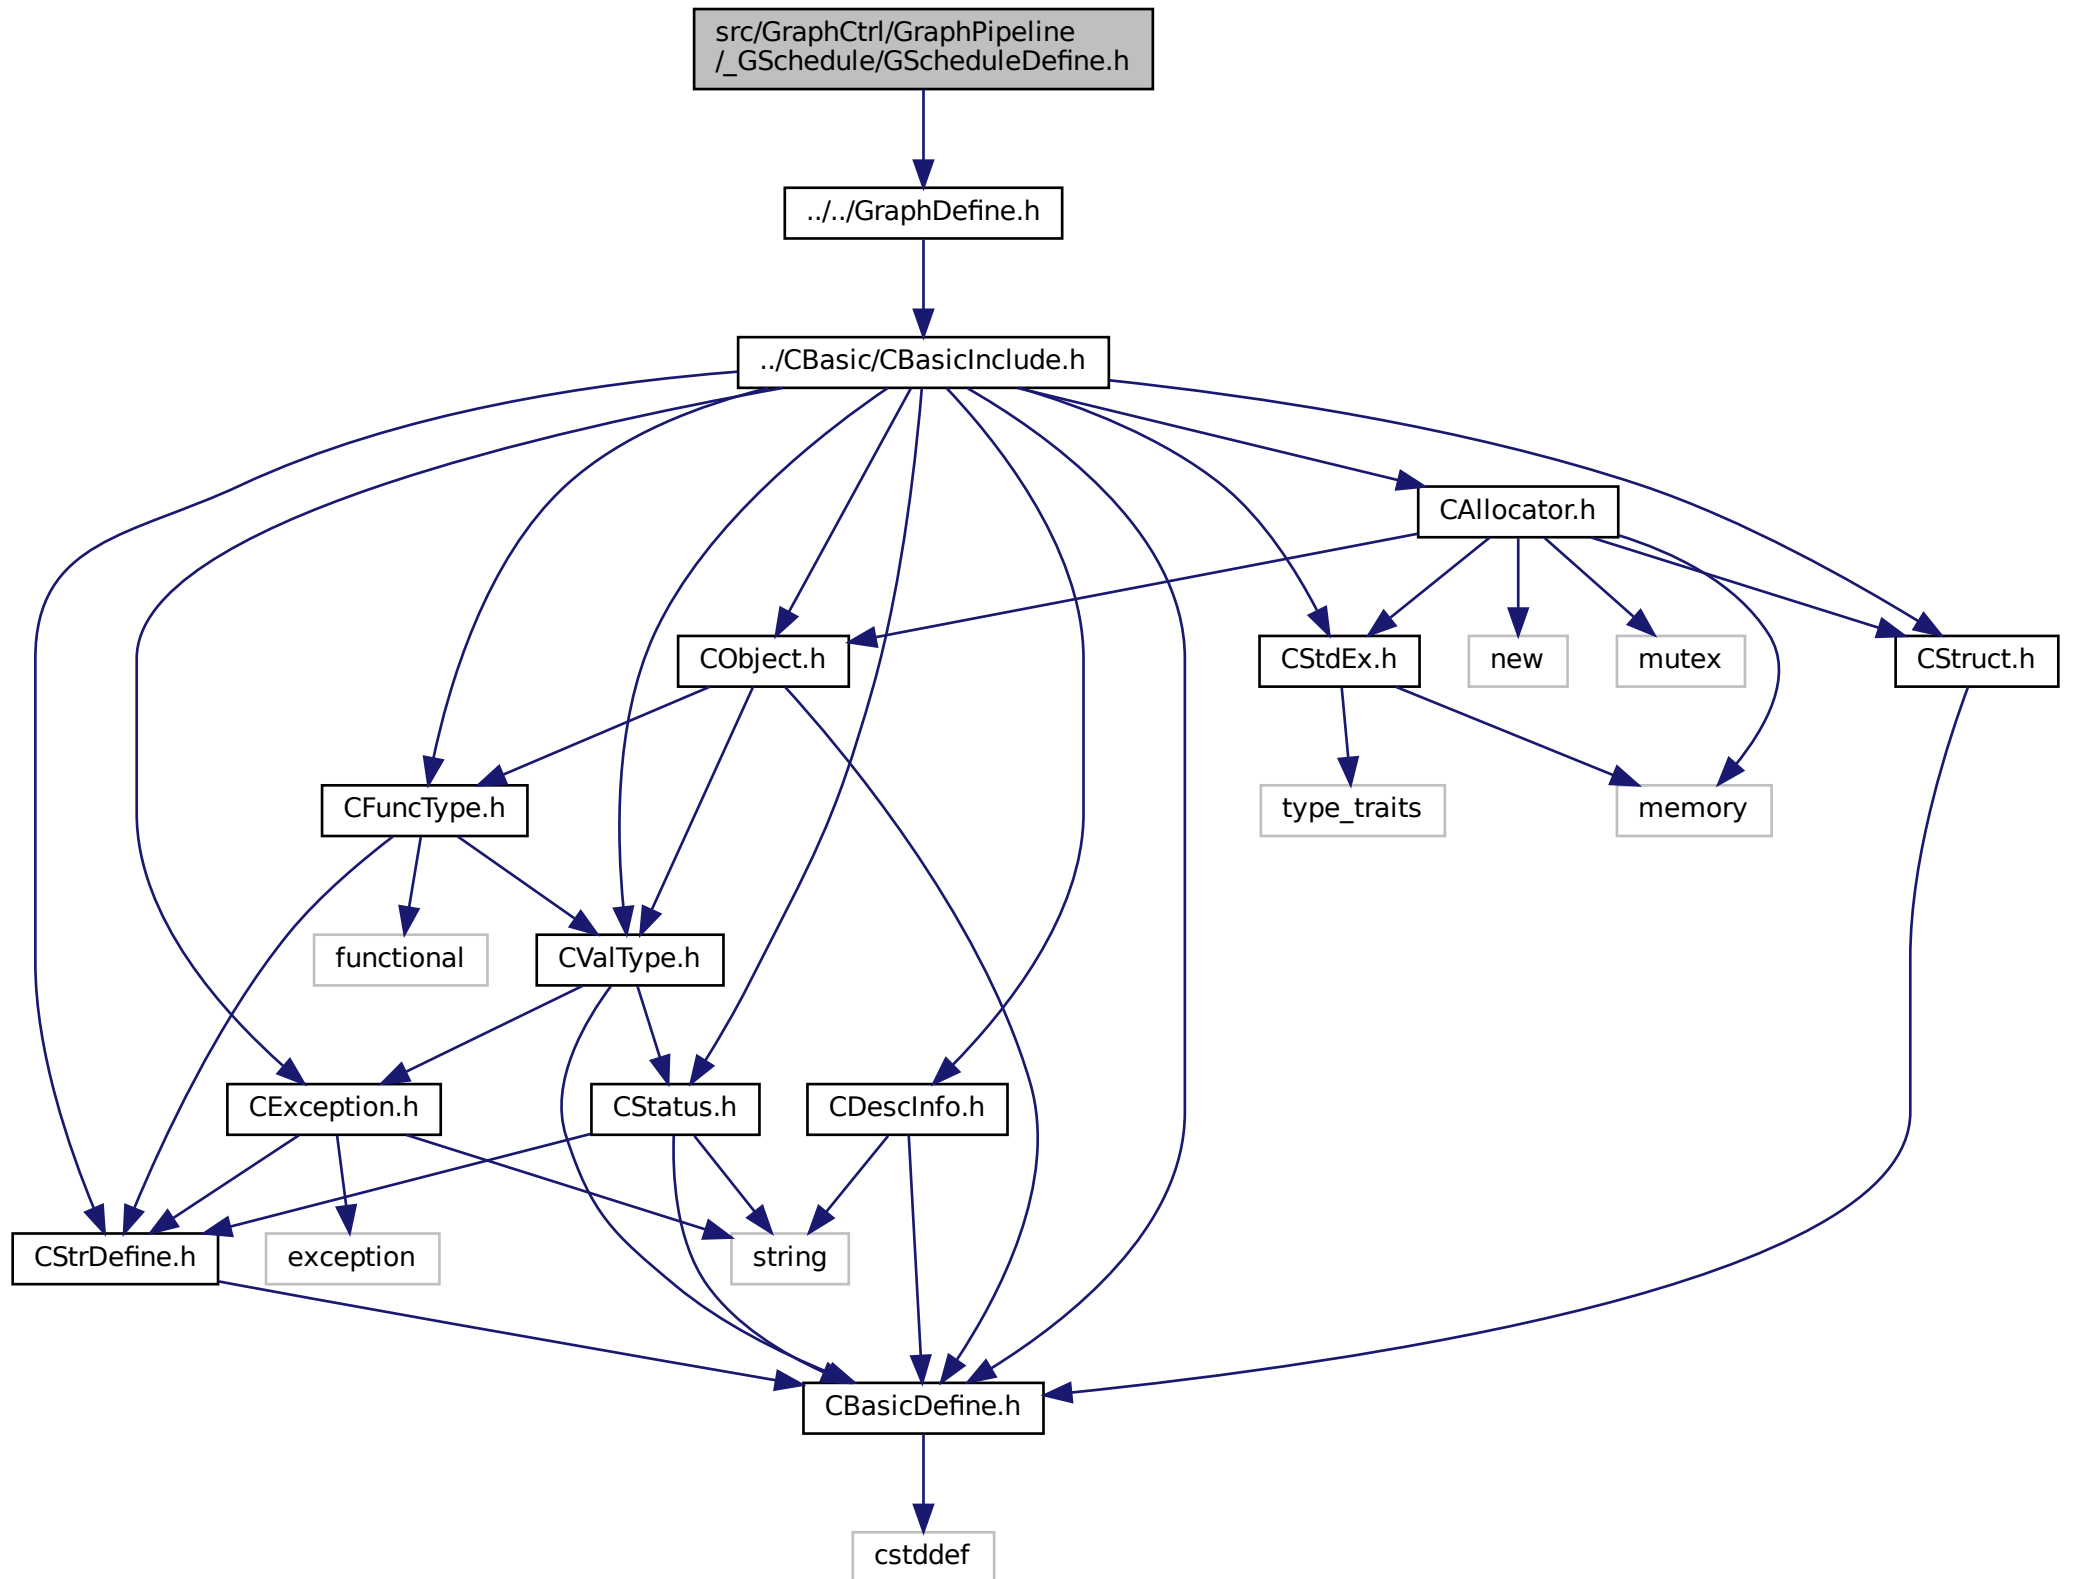 src/GraphCtrl/GraphPipeline
/_GSchedule/GScheduleDefine.h
../../GraphDefine.h
../CBasic/CBasicInclude.h
CAllocator.h
CObject.h
CStdEx.h
new
mutex
CStruct.h
CFuncType.h
type_traits
memory
functional
CValType.h
CException.h
CStatus.h
CDescInfo.h
CStrDefine.h
exception
string
CBasicDefine.h
cstddef